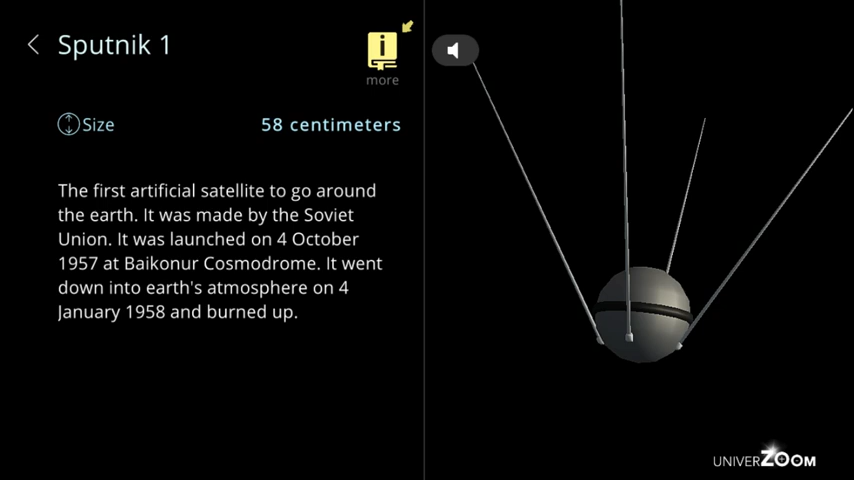 Sputnik 1
more
Size
58 centimeters
The first artificial satellite to go around
the earth. It was made by the Soviet
Union. It was launched on 4 October
1957 at Baikonur Cosmodrome. It went
down into earth's atmosphere on 4
January 1958 and burned up.
UNIVERZOOM